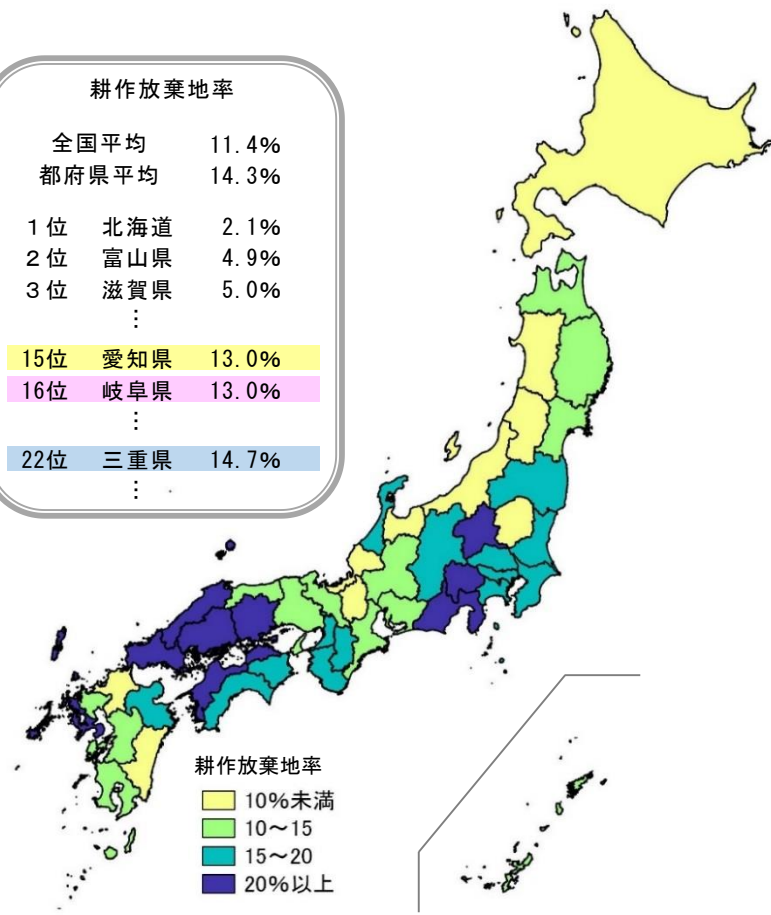 耕作放棄地率
全国平均 11.4%
都府県平均 14.3%
1位 北海道 2.1%
2位 富山県 4.9%
3位 滋賀県 5.0%
⋮
15位 愛知県 13.0%
16位 岐阜県 13.0%
⋮
22位 三重県 14.7%
⋮
耕作放棄地率
10%未満
10～15
15～20
20%以上